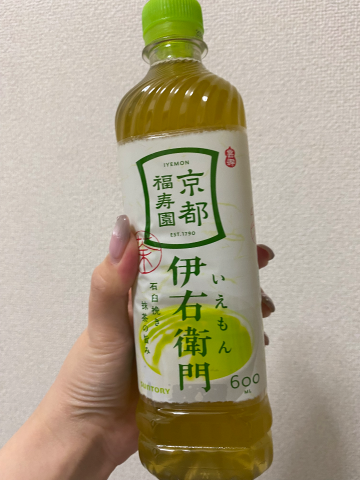 IYEMON
京都
福寿園
EST.1790
茶
伊右衛門
いえもん
石臼挽き
抹茶の旨み
SUNTORY
600
ML